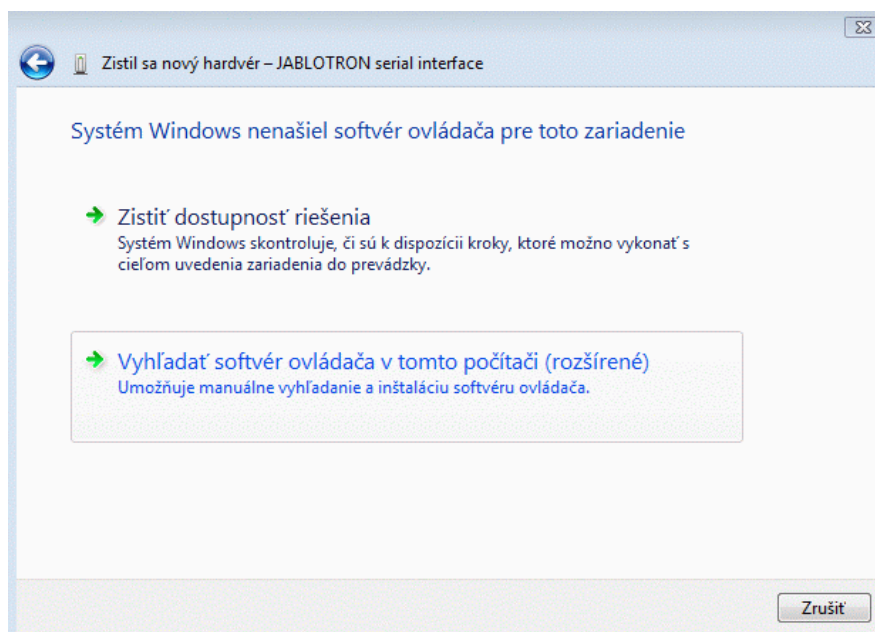 Zistil sa nový hardvér – JABLOTRON serial interface
Systém Windows nenašiel softvér ovládača pre toto zariadenie
Zistiť dostupnosť riešenia
Systém Windows skontroluje, či sú k dispozícii kroky, ktoré možno vykonať s
cieľom uvedenia zariadenia do prevádzky.
Vyhľadať softvér ovládača v tomto počítači (rozšírené)
Umožňuje manuálne vyhľadanie a inštaláciu softvéru ovládača.
Zrušiť